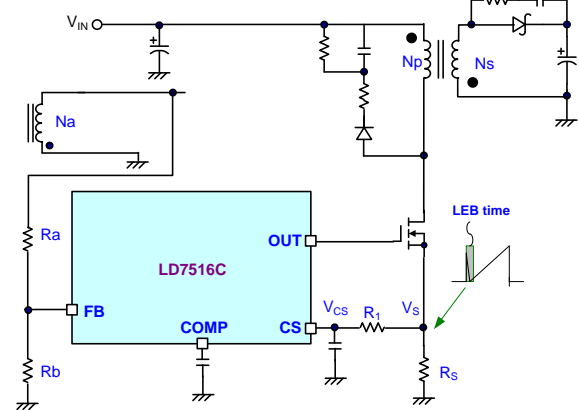 VIN
Np
Ns
Na
LEB time
Ra
OUT
LD7516C
FB
VCS
R1
VS
COMP
CS
Rb
RS
+
+